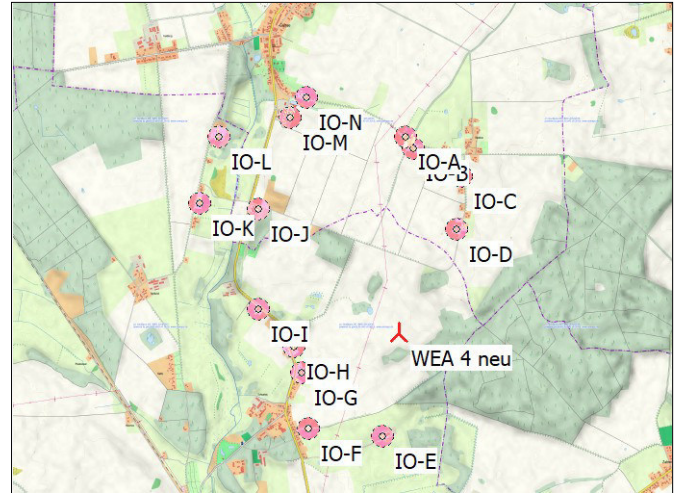 IO-N
IO-M
IO-A
IO-B
IO-L
IO-C
IO-K
IO-J
IO-D
IO-I
WEA 4 neu
IO-H
IO-G
IO-F
IO-E